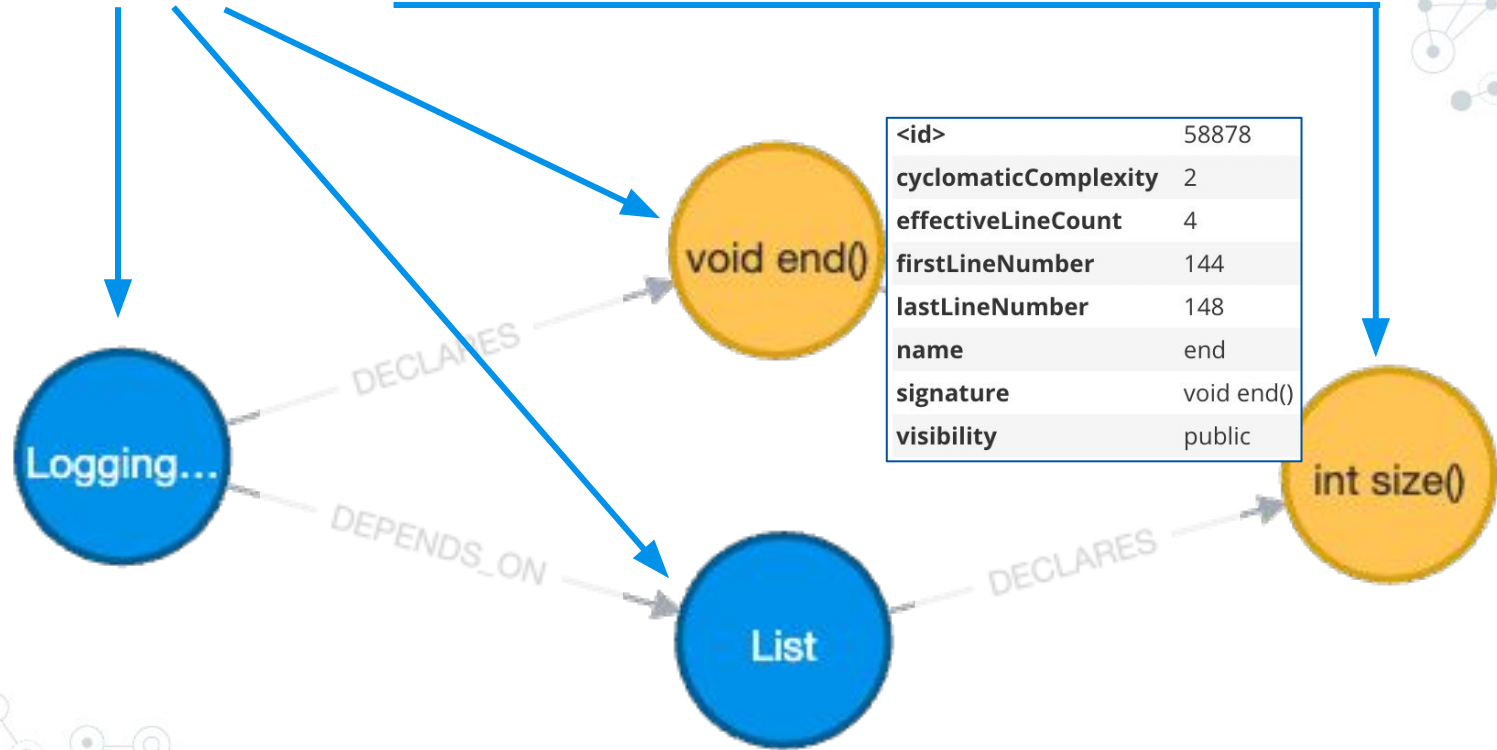 <id> 58878
cyclomaticComplexity 2
effectiveLineCount 4
firstLineNumber 144
lastLineNumber 148
name end
signature void end()
visibility public
void end()
DECLARES
Logging...
DEPENDS_ON
List
DECLARES
int size()